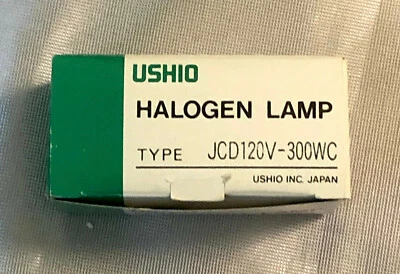 USHIO
HALOGEN LAMP
TYPE JCD120V-300WC
USHIO INC. JAPAN